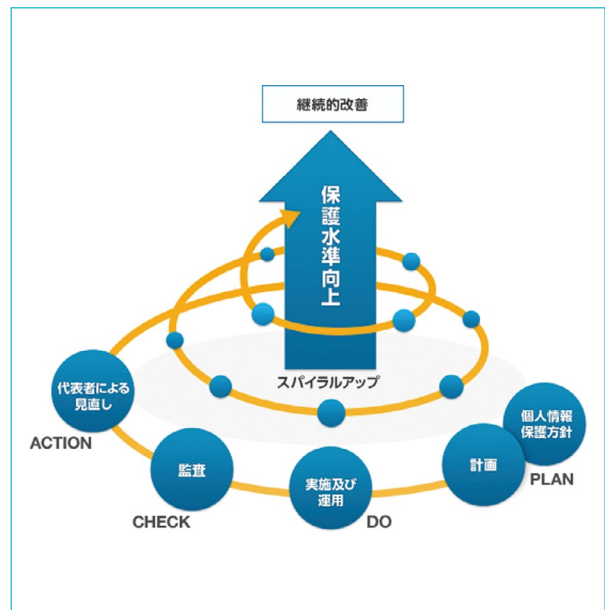 継続的改善
保護水準向上
スパイラルアップ
代表者による
見直し
ACTION
監査
CHECK
実施及び
運用
DO
計画
個人情報
保護方針
PLAN